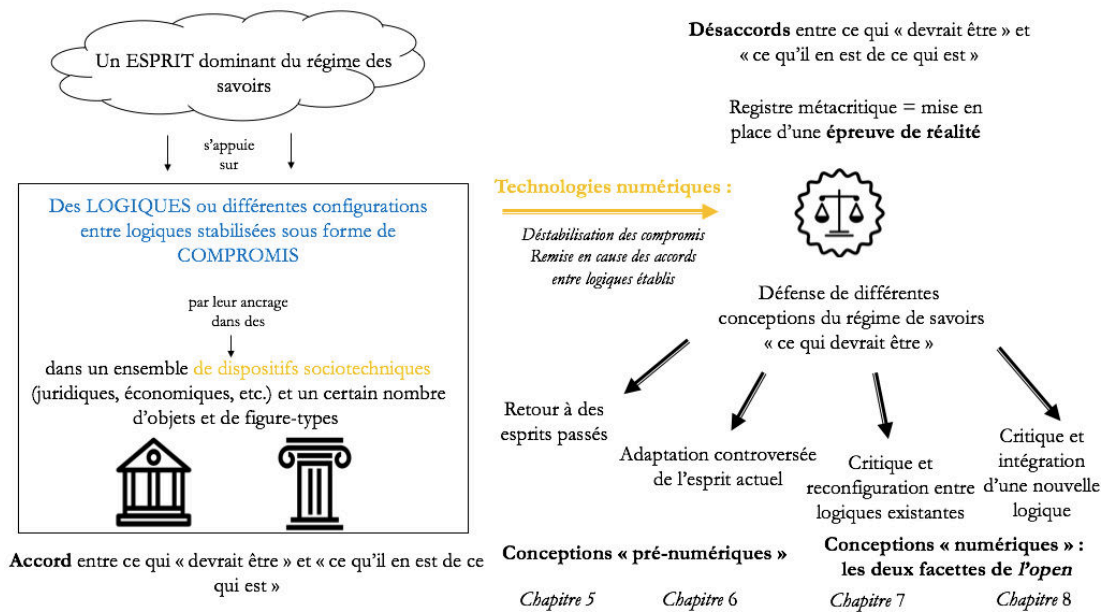 Un ESPRIT dominant du régime des
savoirs
s'appuie
sur
Des LOGIQUES ou différentes configurations
entre logiques stabilisées sous forme de
COMPROMIS
par leur ancrage
dans des
dans un ensemble de dispositifs sociotechniques
(juridiques, économiques, etc.) et un certain nombre
d'objets et de figure-types
Accord entre ce qui « devrait être » et « ce qu'il en est de ce
qui est »
Technologies numériques :
Déstabilisation des compromis
Remise en cause des accords
entre logiques établis
Désaccords entre ce qui « devrait être » et
« ce qu'il en est de ce qui est »
Registre métacritique = mise en
place d'une épreuve de réalité
Défense de différentes
conceptions du régime de savoirs
« ce qui devrait être »
Retour à des
esprits passés
Adaptation controversée
de l'esprit actuel
Critique et
reconfiguration entre
logiques existantes
Critique et
intégration
d'une nouvelle
logique
Conceptions « pré-numériques »
Conceptions « numériques » :
les deux facettes de l'open
Chapitre 5
Chapitre 6
Chapitre 7
Chapitre 8